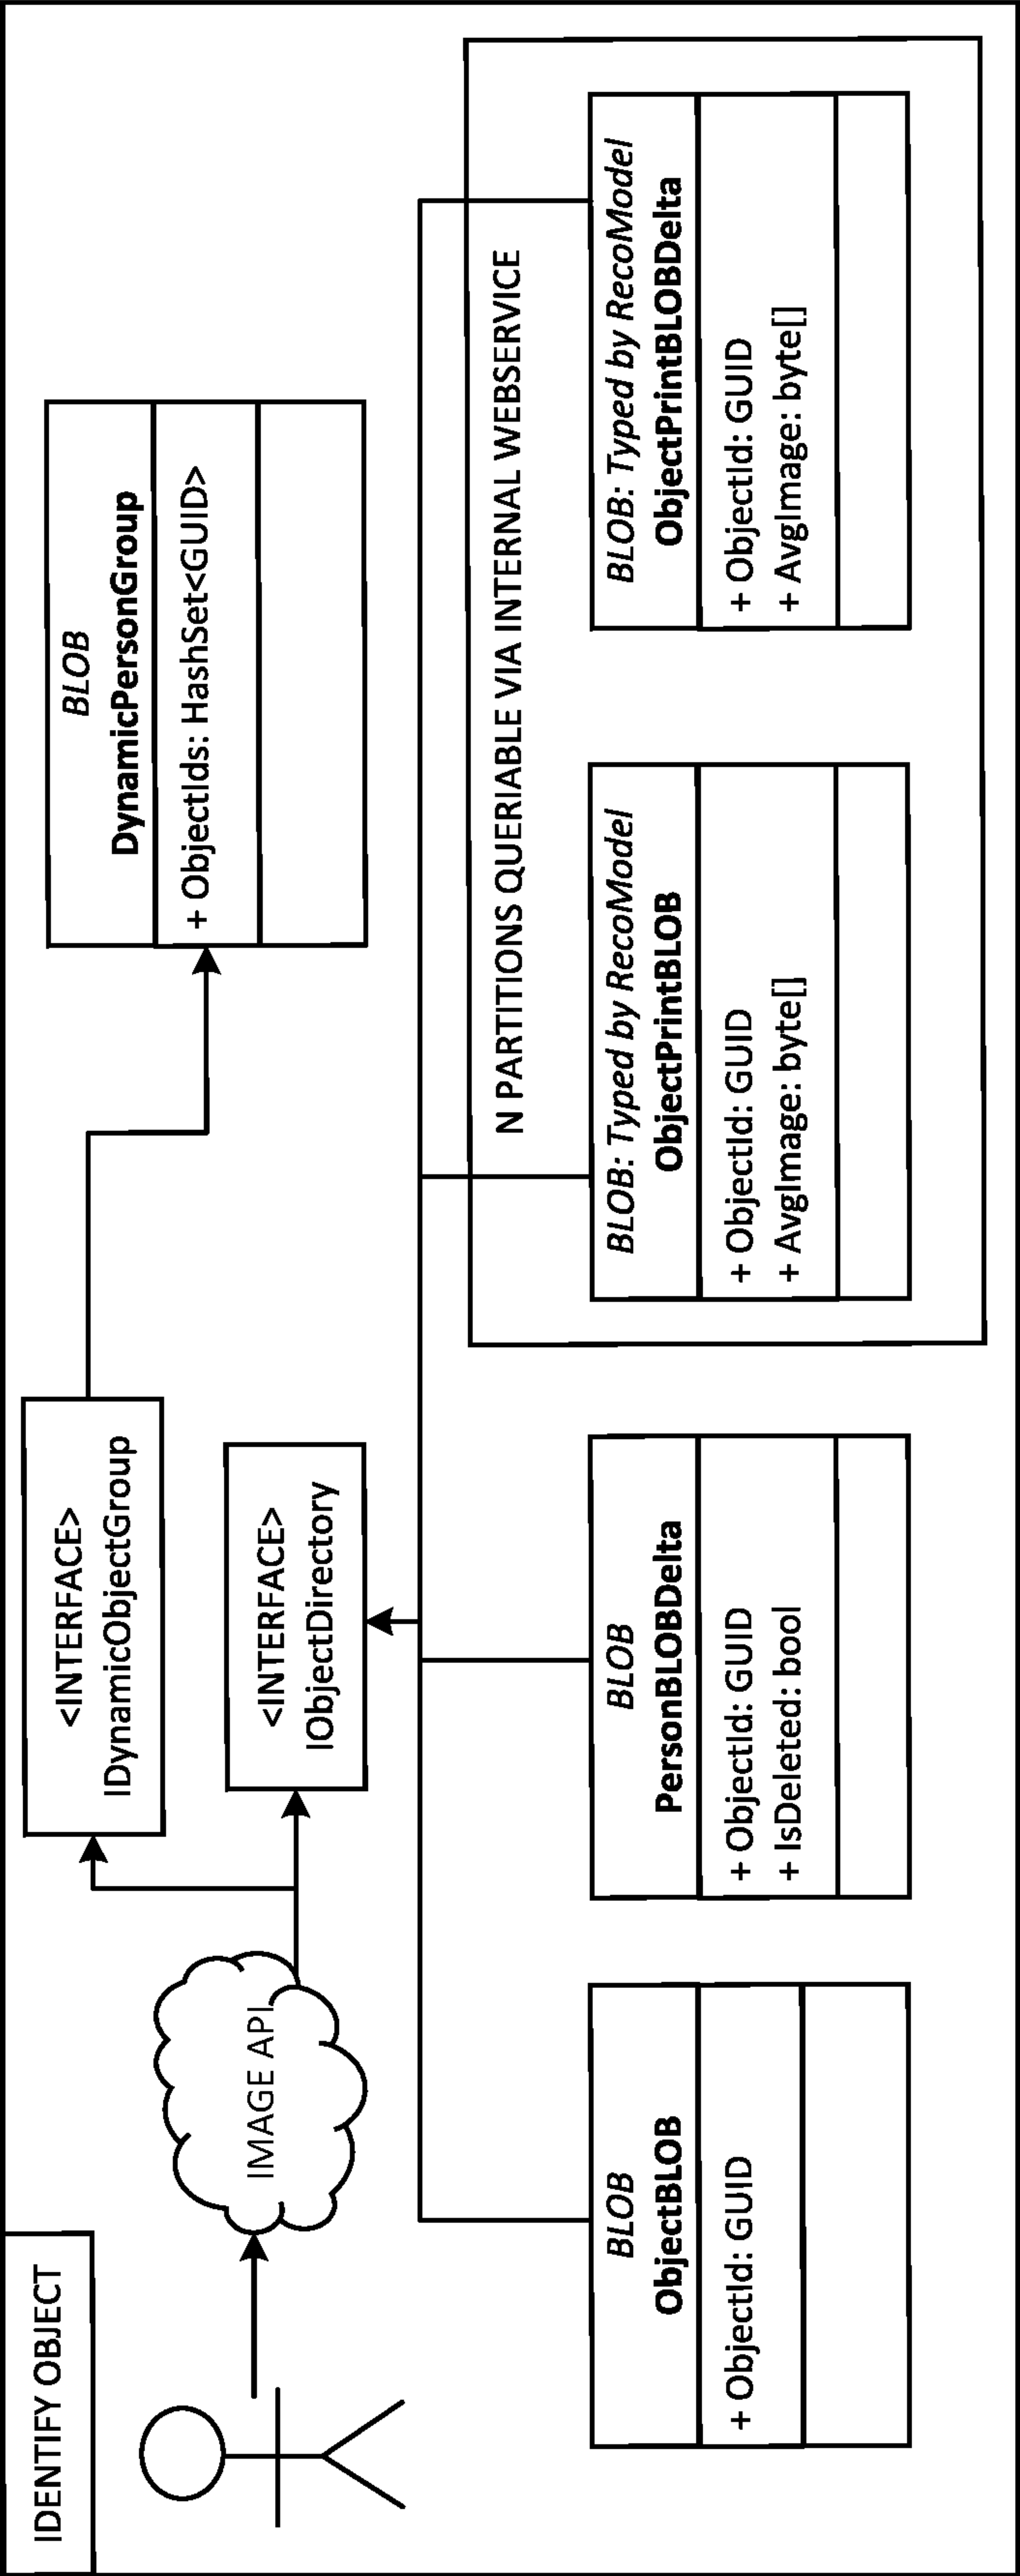 IDENTIFY OBJECT
IMAGE API
<INTERFACE>
IDynamicObjectGroup
<INTERFACE>
IObjectDirectory
BLOB
DynamicPersonGroup
+ ObjectIds: HashSet<GUID>
N PARTITIONS QUERIABLE VIA INTERNAL WEBSERVICE
BLOB
ObjectBLOB
+ ObjectId: GUID
BLOB
PersonBLOBDelta
+ ObjectId: GUID
+ IsDeleted: bool
BLOB: Typed by RecoModel
ObjectPrintBLOB
+ ObjectId: GUID
+ AvgImage: byte[]
BLOB: Typed by RecoModel
ObjectPrintBLOBDelta
+ ObjectId: GUID
+ AvgImage: byte[]